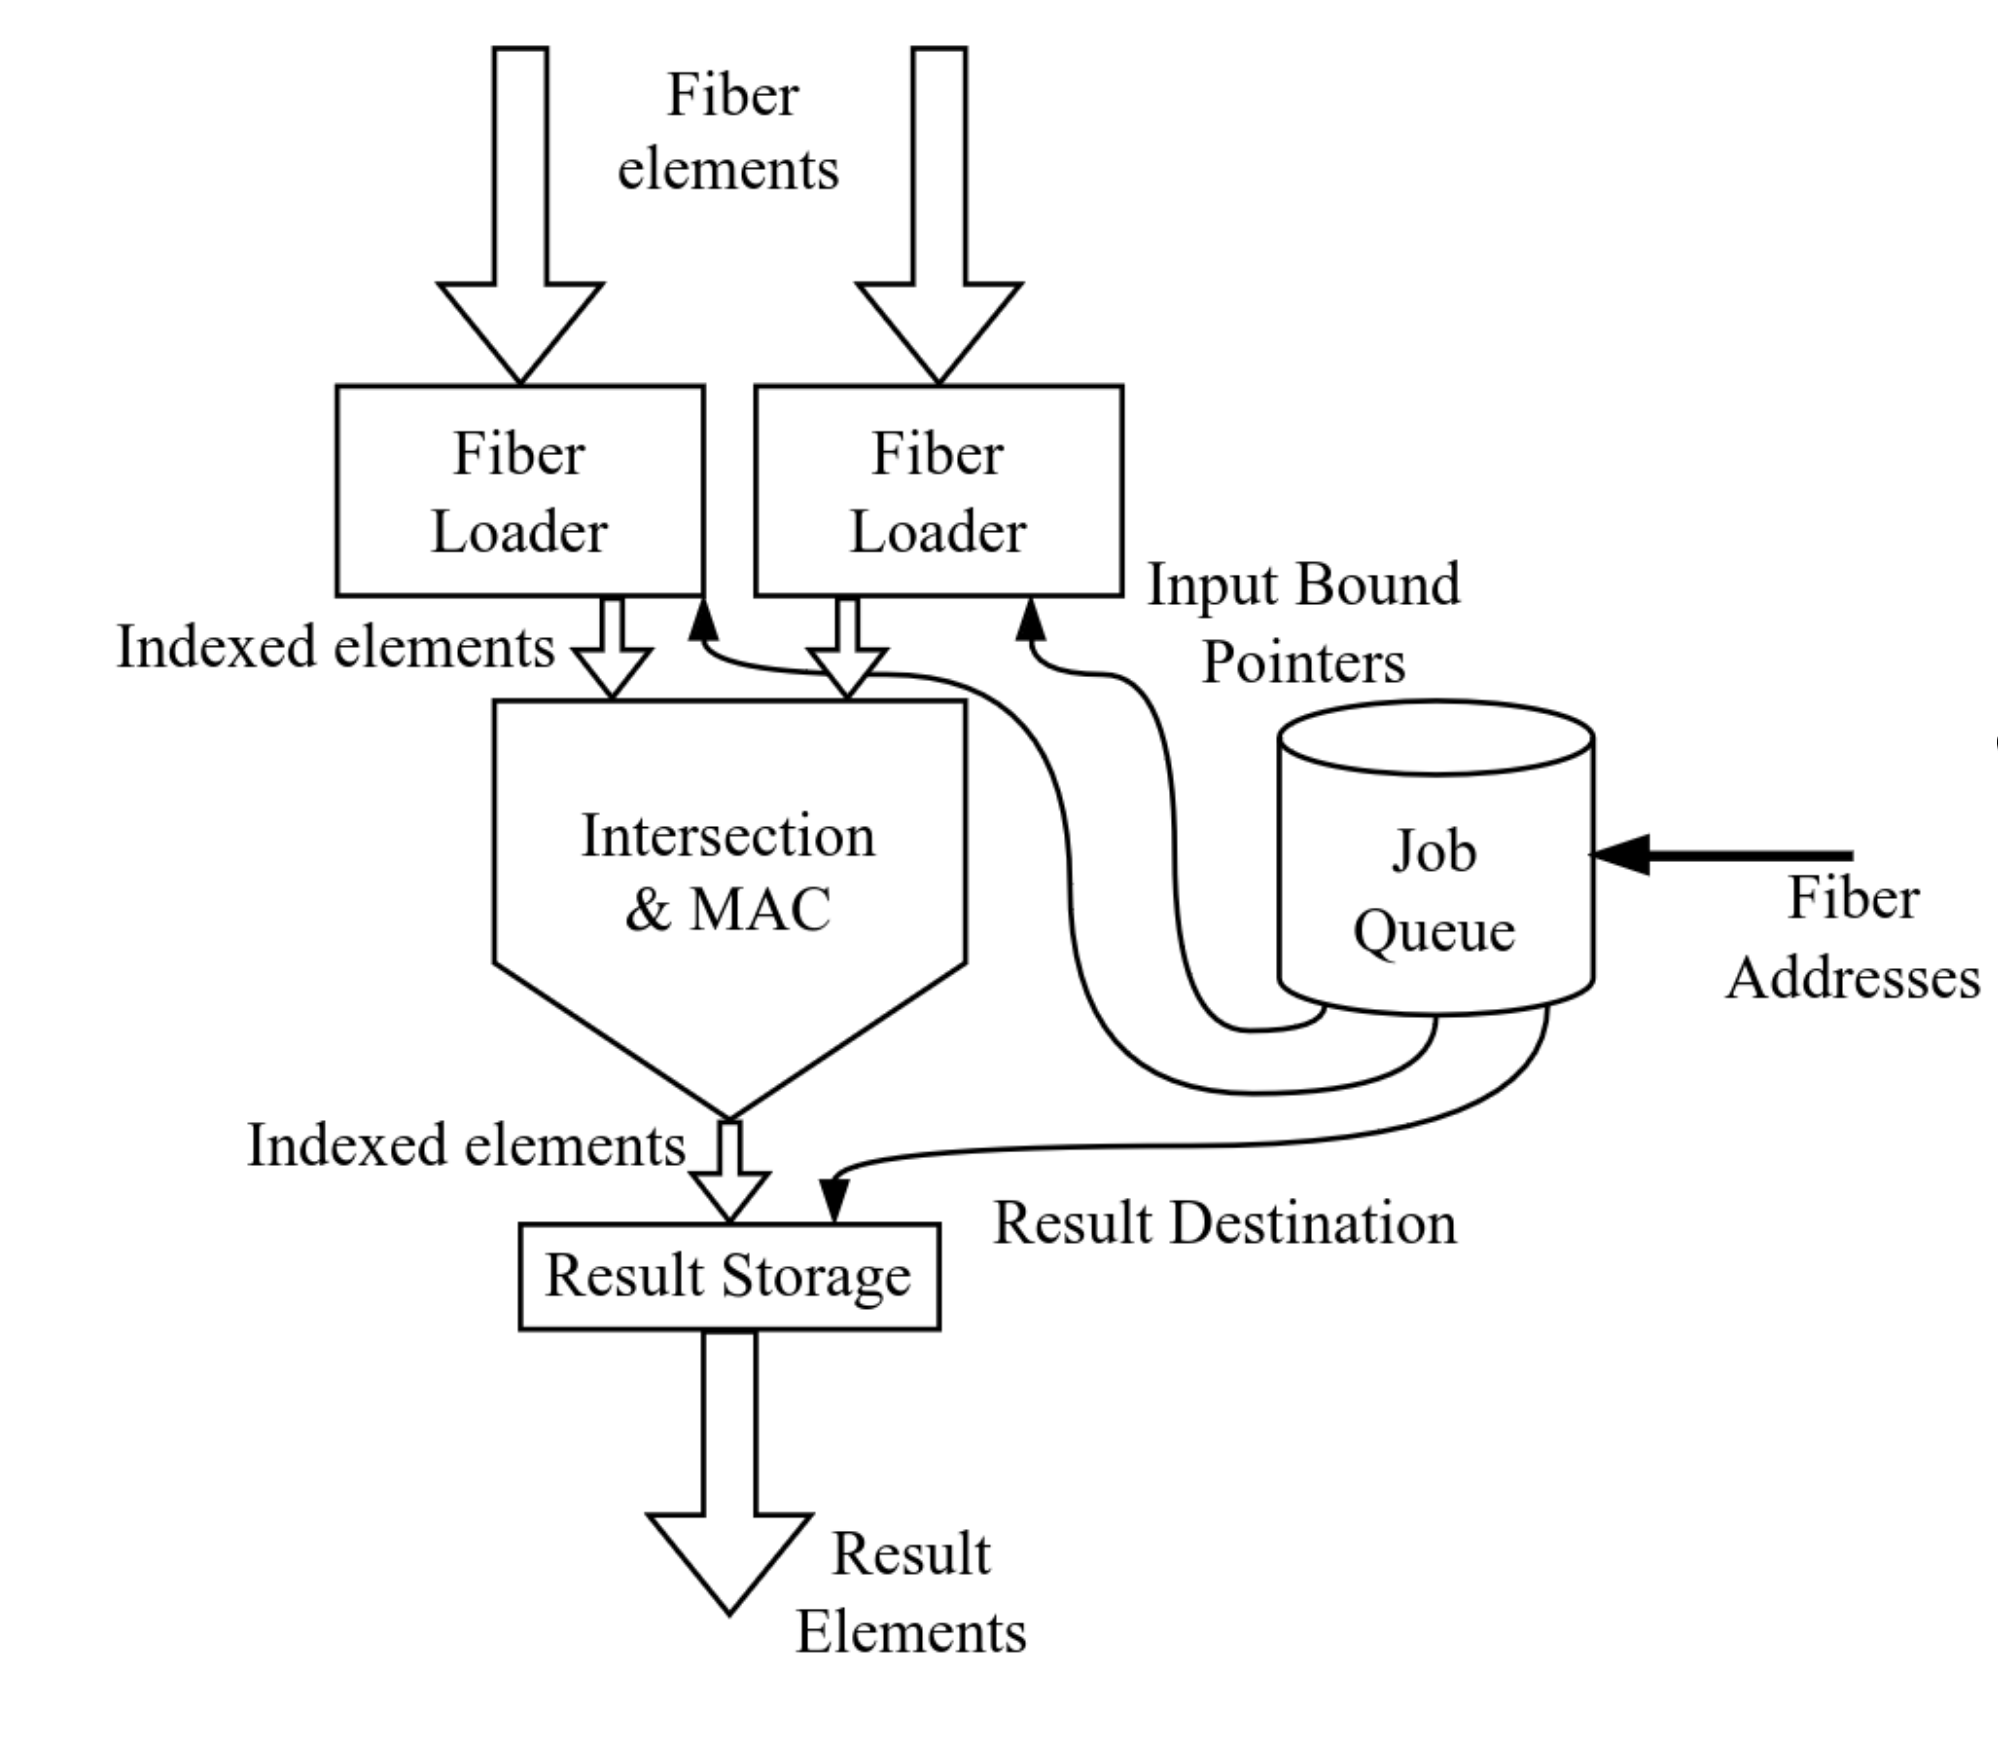 Fiber
elements
Fiber
Loader
Fiber
Loader
Input Bound
Pointers
Indexed elements
Intersection
& MAC
Job
Queue
Fiber
Addresses
Indexed elements
Result Destination
Result Storage
Result
Elements